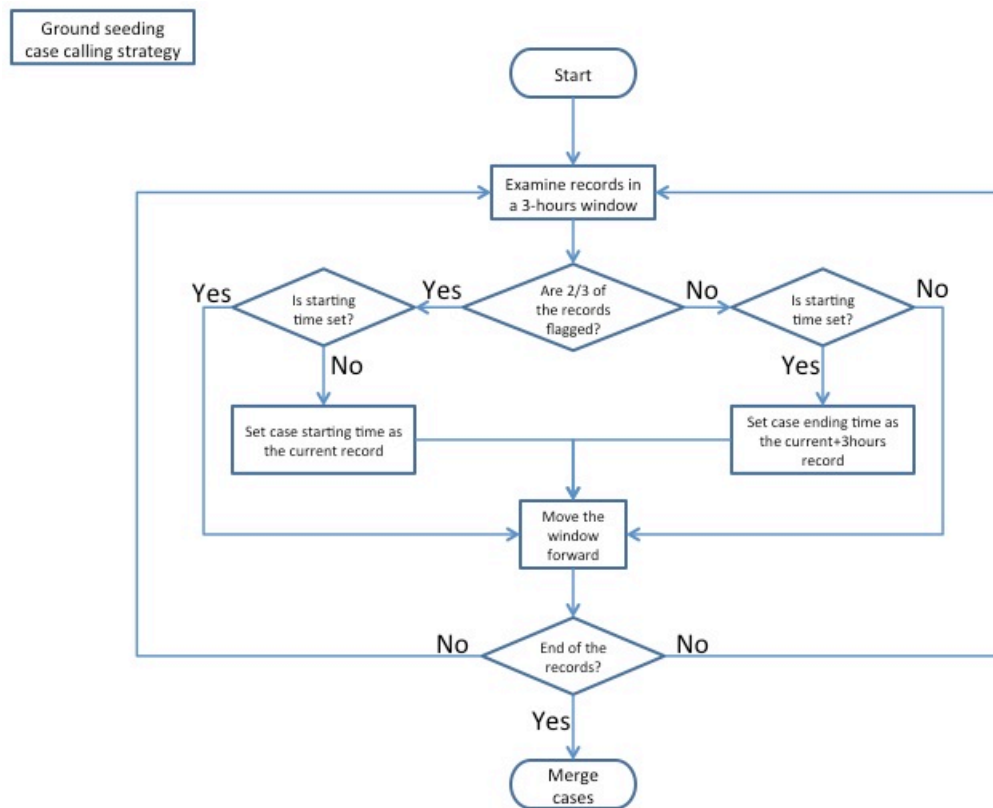 Ground seeding
case calling strategy
Start
Examine records in
a 3-hours window
Yes
Is starting
time set?
Yes
Are 2/3 of
the records
flagged?
No
Is starting
time set?
No
No
Yes
Set case starting time as
the current record
Set case ending time as
the current+3hours
record
Move the
window
forward
No
End of the
records?
No
Yes
Merge
cases